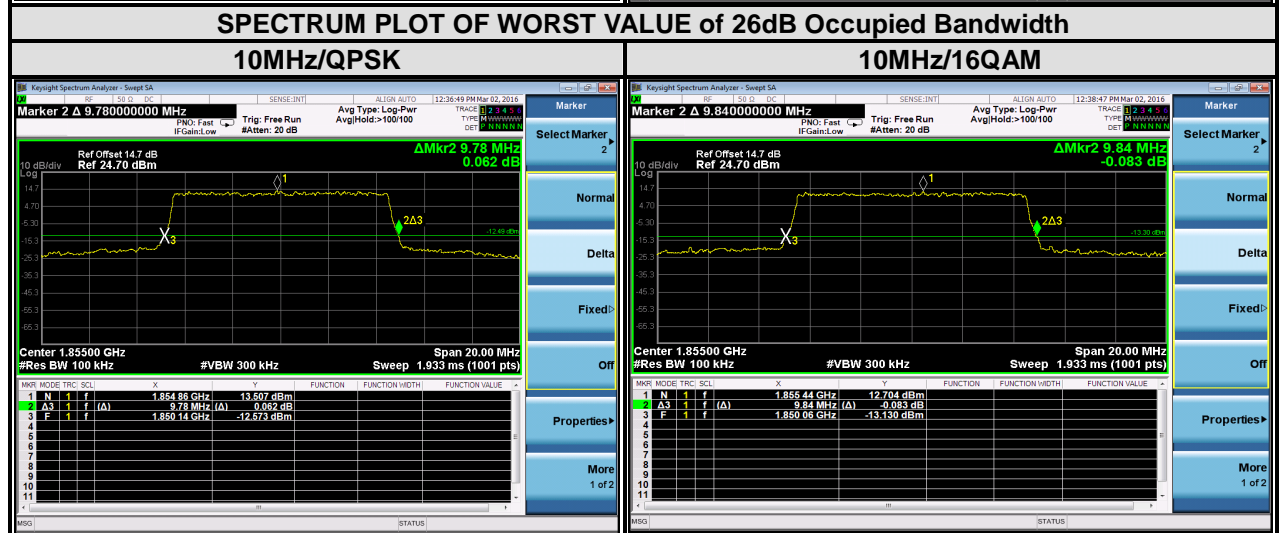 SPECTRUM PLOT OF WORST VALUE of 26dB Occupied Bandwidth
10MHz/QPSK
10MHz/16QAM
Keysight Spectrum Analyzer - Swept SA
RF 50 Ω DC SENSE:INT ALIGN AUTO 12:36:49 PM Mar 02, 2016
Marker 2 Δ 9.78000000000 MHz
PNO: Fast
IFGain:Low
Trig: Free Run
#Atten: 20 dB
Avg Type: Log-Pwr
Avg|Hold:>100/100
TRACE 1 2 3 4 5 6
TYPE M W W W W W
DET P N N N N N
Ref Offset 14.7 dB
10 dB/div Ref 24.70 dBm
ΔMkr2 9.78 MHz
0.062 dB
Log
14.7
4.70
-5.30
-15.3
-25.3
-35.3
-45.3
-55.3
-65.3
1
2Δ3
3
-12.49 dBm
Center 1.85500 GHz
Span 20.00 MHz
#Res BW 100 kHz #VBW 300 kHz Sweep 1.933 ms (1001 pts)
MKR MODE TRC SCL X Y FUNCTION FUNCTION WIDTH FUNCTION VALUE
1 N 1 f 1.854 86 GHz 13.507 dBm
2 Δ3 1 f (Δ) 9.78 MHz (Δ) 0.062 dB
3 F 1 f 1.850 14 GHz -12.573 dBm
4
5
6
7
8
9
10
11
MSG STATUS
Marker
Select Marker
2
Normal
Delta
Fixed
Off
Properties
More
1 of 2
Keysight Spectrum Analyzer - Swept SA
RF 50 Ω DC SENSE:INT ALIGN AUTO 12:38:47 PM Mar 02, 2016
Marker 2 Δ 9.84000000000 MHz
PNO: Fast
IFGain:Low
Trig: Free Run
#Atten: 20 dB
Avg Type: Log-Pwr
Avg|Hold:>100/100
TRACE 1 2 3 4 5 6
TYPE M W W W W W
DET P N N N N N
Ref Offset 14.7 dB
10 dB/div Ref 24.70 dBm
ΔMkr2 9.84 MHz
-0.083 dB
Log
14.7
4.70
-5.30
-15.3
-25.3
-35.3
-45.3
-55.3
-65.3
1
2Δ3
3
-13.30 dBm
Center 1.85500 GHz
Span 20.00 MHz
#Res BW 100 kHz #VBW 300 kHz Sweep 1.933 ms (1001 pts)
MKR MODE TRC SCL X Y FUNCTION FUNCTION WIDTH FUNCTION VALUE
1 N 1 f 1.855 44 GHz 12.704 dBm
2 Δ3 1 f (Δ) 9.84 MHz (Δ) -0.083 dB
3 F 1 f 1.850 06 GHz -13.130 dBm
4
5
6
7
8
9
10
11
MSG STATUS
Marker
Select Marker
2
Normal
Delta
Fixed
Off
Properties
More
1 of 2